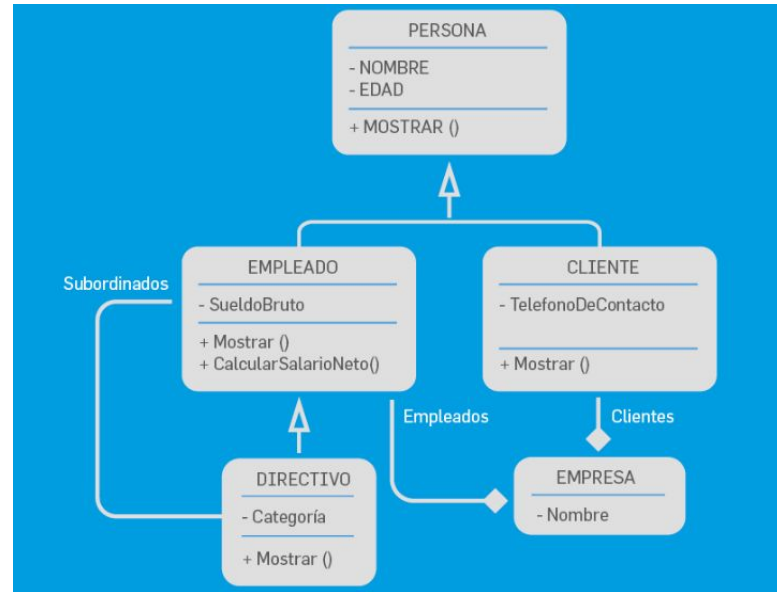 PERSONA
- NOMBRE
- EDAD
+ MOSTRAR ()
Subordinados
EMPLEADO
- SueldoBruto
+ Mostrar ()
+ CalcularSalarioNeto()
CLIENTE
- TelefonoDeContacto
+ Mostrar ()
Empleados
Clientes
DIRECTIVO
- Categoría
+ Mostrar ()
EMPRESA
- Nombre